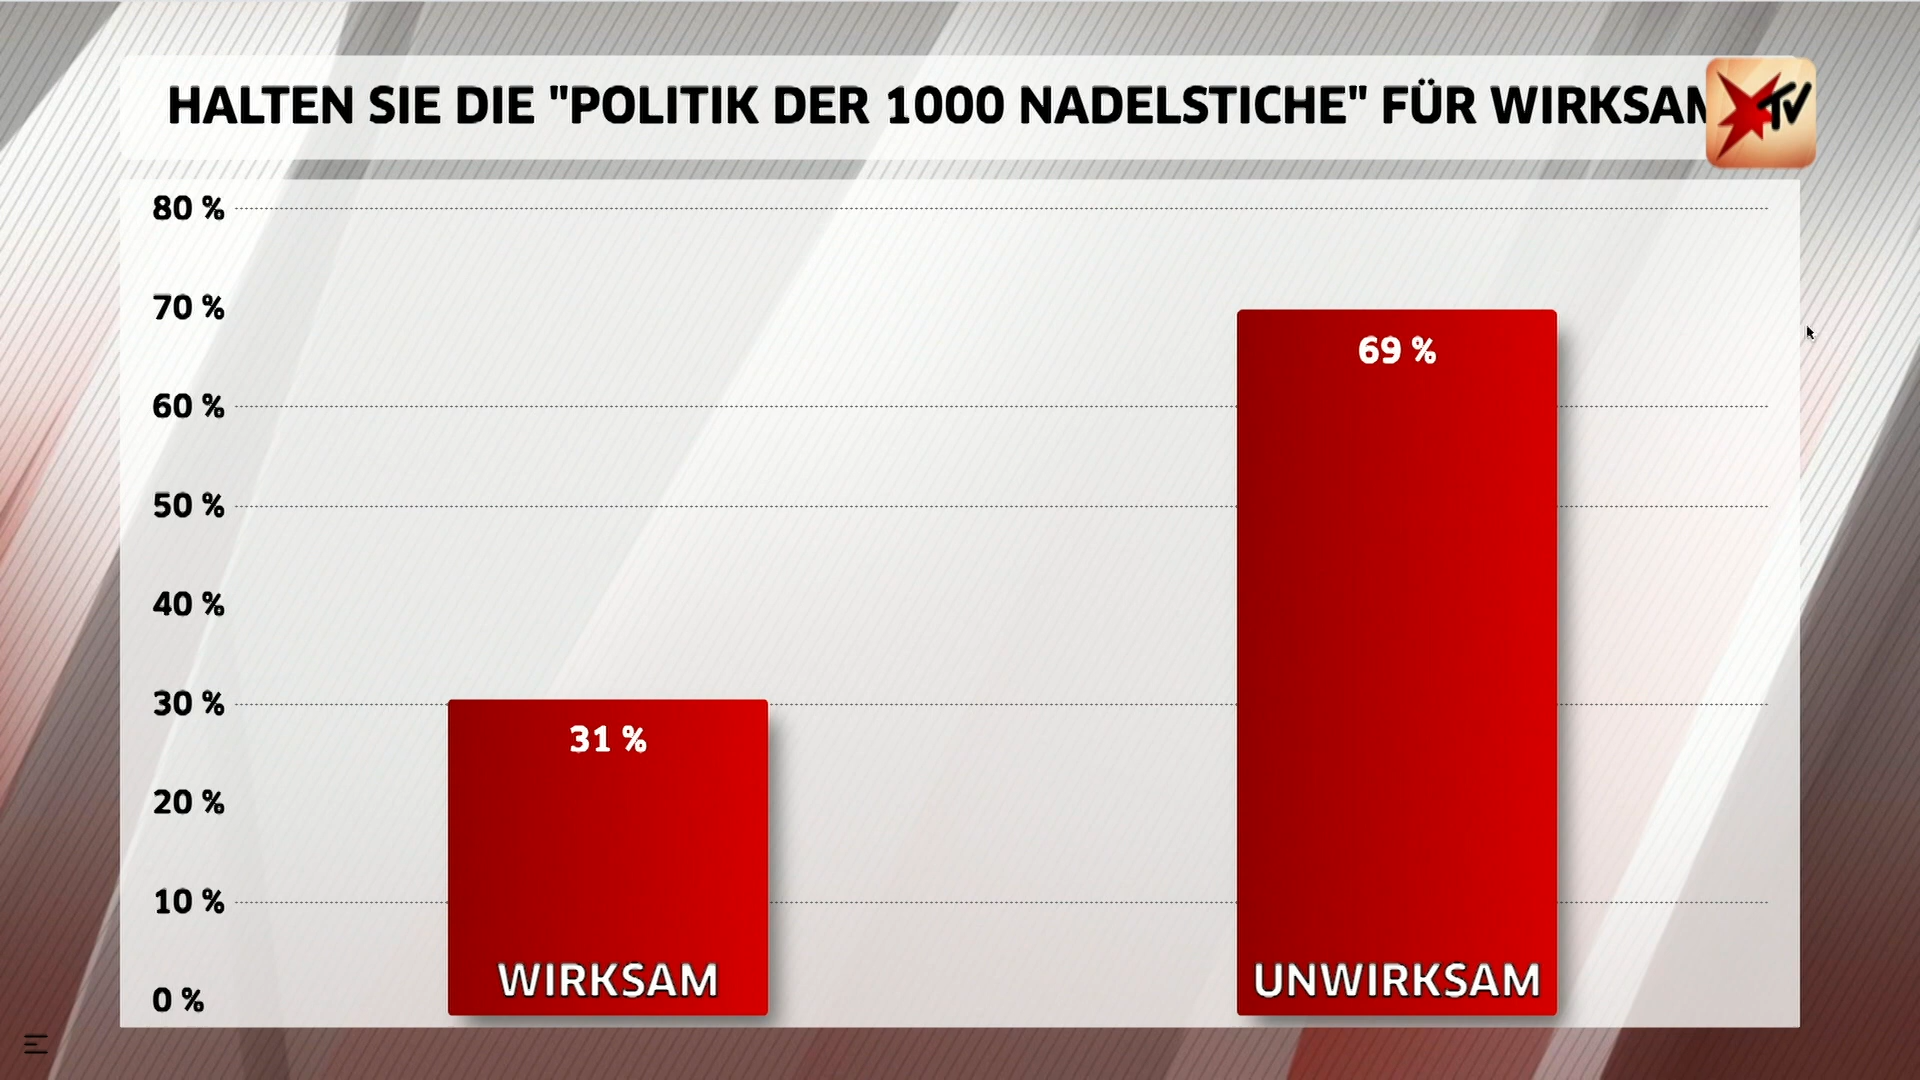 HALTEN SIE DIE "POLITIK DER 1000 NADELSTICHE" FÜR WIRKSAM
TV
80 %
70 %
69 %
60 %
50 %
40 %
30 %
31 %
20 %
10 %
WIRKSAM
UNWIRKSAM
0 %